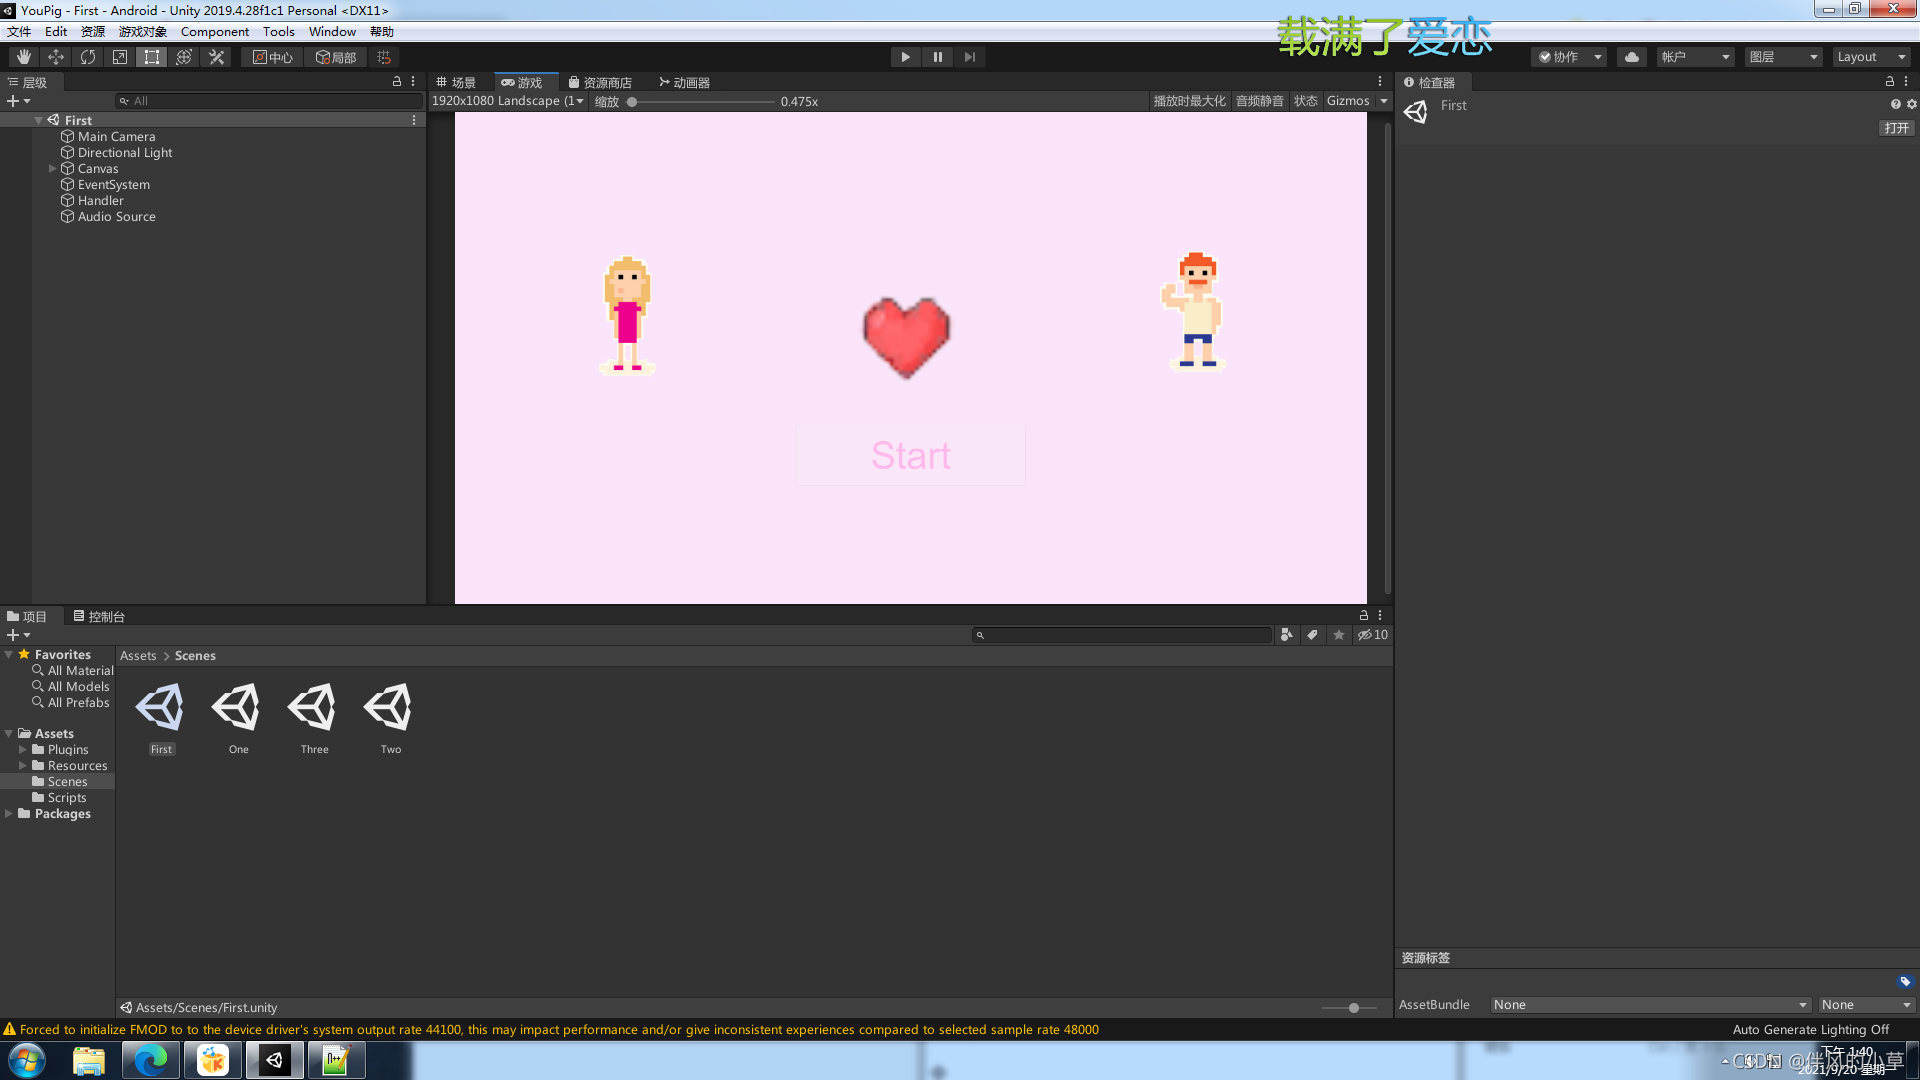 YouPig - First - Android - Unity 2019.4.28f1c1 Personal <DX11>
载满了爱恋
文件 Edit 资源 游戏对象 Component Tools Window 帮助
中心 局部 协作 帐户 图层 Layout
层级 场景 游戏 资源商店 动画器 检查器
All 1920x1080 Landscape (1 缩放 0.475x 播放时最大化 音频静音 状态 Gizmos First
打开
First
Main Camera
Directional Light
Canvas
EventSystem
Handler
Audio Source
Start
项目 控制台
10
Favorites Assets > Scenes
All Material
All Models
All Prefabs
Assets
Plugins First One Three Two
Resources
Scenes
Scripts
Packages
资源标签
Assets/Scenes/First.unity AssetBundle None None
Forced to initialize FMOD to to the device driver's system output rate 44100, this may impact performance and/or give inconsistent experiences compared to selected sample rate 48000 Auto Generate Lighting Off
下午 1:40
CSDN @伴风的小草
2021/9/20 星期一